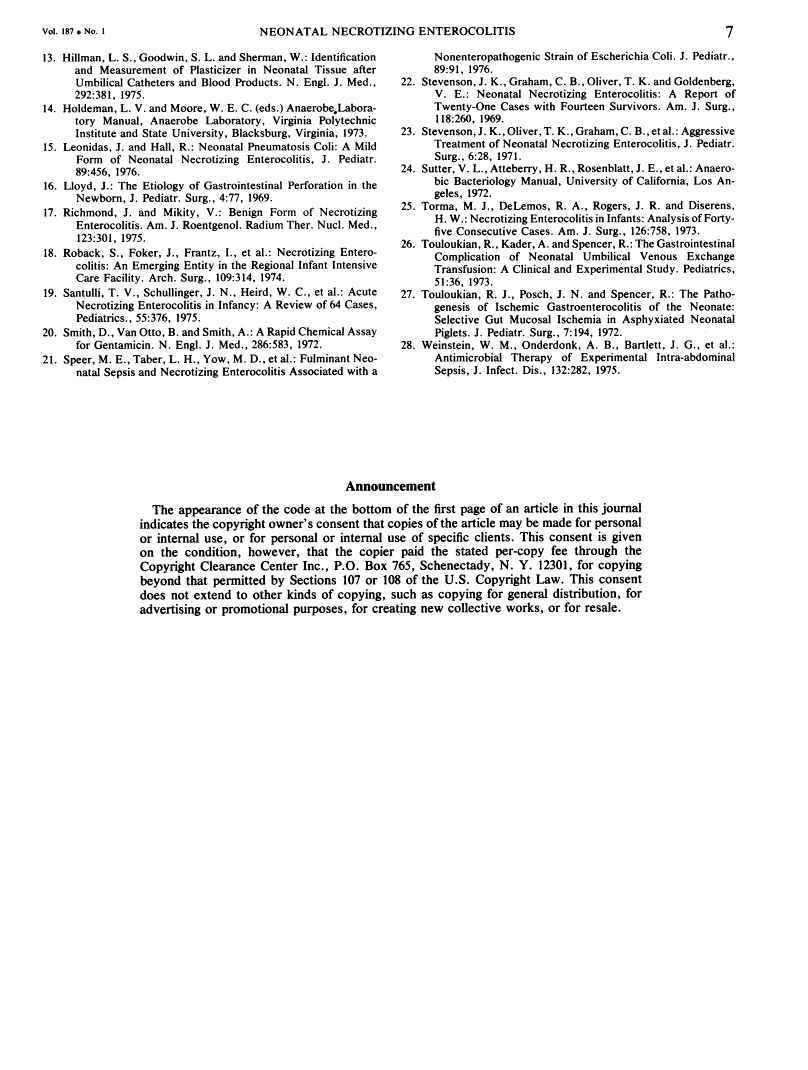 Vol. 187 • No. 1
NEONATAL NECROTIZING ENTEROCOLITIS
7
13. Hillman, L. S., Goodwin, S. L. and Sherman, W.: Identification
and Measurement of Plasticizer in Neonatal Tissue after
Umbilical Catheters and Blood Products. N. Engl. J. Med.,
292:381, 1975.
14. Holdeman, L. V. and Moore, W. E. C. (eds.) Anaerobe Labora-
tory Manual, Anaerobe Laboratory, Virginia Polytechnic
Institute and State University, Blacksburg, Virginia, 1973.
15. Leonidas, J. and Hall, R.: Neonatal Pneumatosis Coli: A Mild
Form of Neonatal Necrotizing Enterocolitis, J. Pediatr.
89:456, 1976.
16. Lloyd, J.: The Etiology of Gastrointestinal Perforation in the
Newborn, J. Pediatr. Surg., 4:77, 1969.
17. Richmond, J. and Mikity, V.: Benign Form of Necrotizing
Enterocolitis. Am. J. Roentgenol. Radium Ther. Nucl. Med.,
123:301, 1975.
18. Roback, S., Foker, J., Frantz, I., et al.: Necrotizing Entero-
colitis: An Emerging Entity in the Regional Infant Intensive
Care Facility. Arch. Surg., 109:314, 1974.
19. Santulli, T. V., Schullinger, J. N., Heird, W. C., et al.: Acute
Necrotizing Enterocolitis in Infancy: A Review of 64 Cases,
Pediatrics, 55:376, 1975.
20. Smith, D., Van Otto, B. and Smith, A.: A Rapid Chemical Assay
for Gentamicin. N. Engl. J. Med., 286:583, 1972.
21. Speer, M. E., Taber, L. H., Yow, M. D., et al.: Fulminant Neo-
natal Sepsis and Necrotizing Enterocolitis Associated with a
Nonenteropathogenic Strain of Escherichia Coli. J. Pediatr.,
89:91, 1976.
22. Stevenson, J. K., Graham, C. B., Oliver, T. K. and Goldenberg,
V. E.: Neonatal Necrotizing Enterocolitis: A Report of
Twenty-One Cases with Fourteen Survivors. Am. J. Surg.,
118:260, 1969.
23. Stevenson, J. K., Oliver, T. K., Graham, C. B., et al.: Aggressive
Treatment of Neonatal Necrotizing Enterocolitis, J. Pediatr.
Surg., 6:28, 1971.
24. Sutter, V. L., Atteberry, H. R., Rosenblatt, J. E., et al.: Anaero-
bic Bacteriology Manual, University of California, Los An-
geles, 1972.
25. Torma, M. J., DeLemos, R. A., Rogers, J. R. and Diserens,
H. W.: Necrotizing Enterocolitis in Infants: Analysis of Forty-
five Consecutive Cases. Am. J. Surg., 126:758, 1973.
26. Touloukian, R., Kader, A. and Spencer, R.: The Gastrointestinal
Complication of Neonatal Umbilical Venous Exchange
Transfusion: A Clinical and Experimental Study. Pediatrics,
51:36, 1973.
27. Touloukian, R. J., Posch, J. N. and Spencer, R.: The Patho-
genesis of Ischemic Gastroenterocolitis of the Neonate:
Selective Gut Mucosal Ischemia in Asphyxiated Neonatal
Piglets. J. Pediatr. Surg., 7:194, 1972.
28. Weinstein, W. M., Onderdonk, A. B., Bartlett, J. G., et al.:
Antimicrobial Therapy of Experimental Intra-abdominal
Sepsis, J. Infect. Dis., 132:282, 1975.
Announcement
The appearance of the code at the bottom of the first page of an article in this journal
indicates the copyright owner's consent that copies of the article may be made for personal
or internal use, or for personal or internal use of specific clients. This consent is given
on the condition, however, that the copier paid the stated per-copy fee through the
Copyright Clearance Center Inc., P.O. Box 765, Schenectady, N. Y. 12301, for copying
beyond that permitted by Sections 107 or 108 of the U.S. Copyright Law. This consent
does not extend to other kinds of copying, such as copying for general distribution, for
advertising or promotional purposes, for creating new collective works, or for resale.